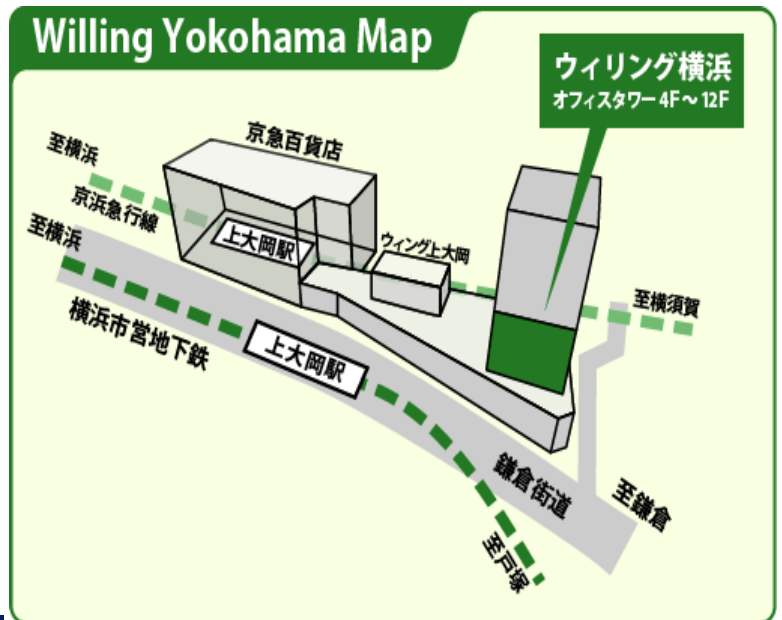 Willing Yokohama Map
ウィリング横浜
オフィスタワー4F〜12F
京急百貨店
至横浜
京浜急行線
上大岡駅
ウィング上大岡
至横須賀
至横浜
横浜市営地下鉄
上大岡駅
鎌倉街道
至鎌倉
至戸塚